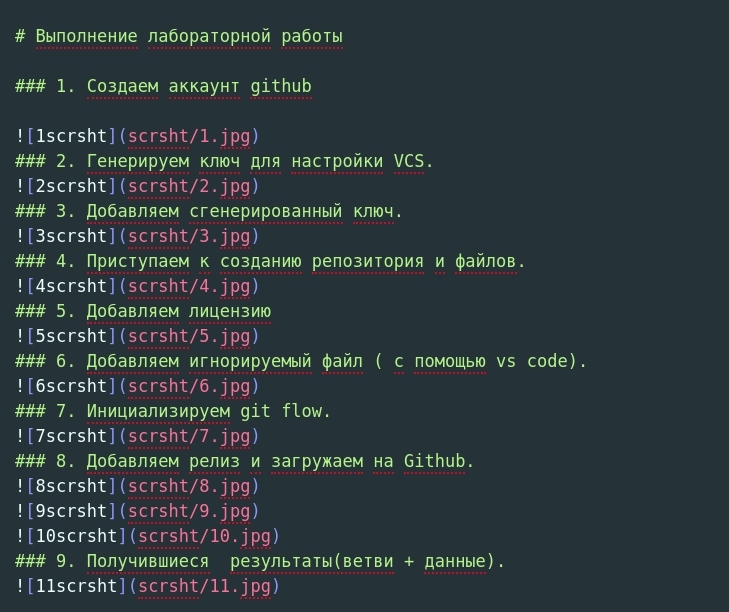 # Выполнение лабораторной работы
### 1. Создаем аккаунт github
![1scrsht](scrsht/1.jpg)
### 2. Генерируем ключ для настройки VCS.
![2scrsht](scrsht/2.jpg)
### 3. Добавляем сгенерированный ключ.
![3scrsht](scrsht/3.jpg)
### 4. Приступаем к созданию репозитория и файлов.
![4scrsht](scrsht/4.jpg)
### 5. Добавляем лицензию
![5scrsht](scrsht/5.jpg)
### 6. Добавляем игнорируемый файл ( с помощью vs code).
![6scrsht](scrsht/6.jpg)
### 7. Инициализируем git flow.
![7scrsht](scrsht/7.jpg)
### 8. Добавляем релиз и загружаем на Github.
![8scrsht](scrsht/8.jpg)
![9scrsht](scrsht/9.jpg)
![10scrsht](scrsht/10.jpg)
### 9. Получившиеся  результаты(ветви + данные).
![11scrsht](scrsht/11.jpg)